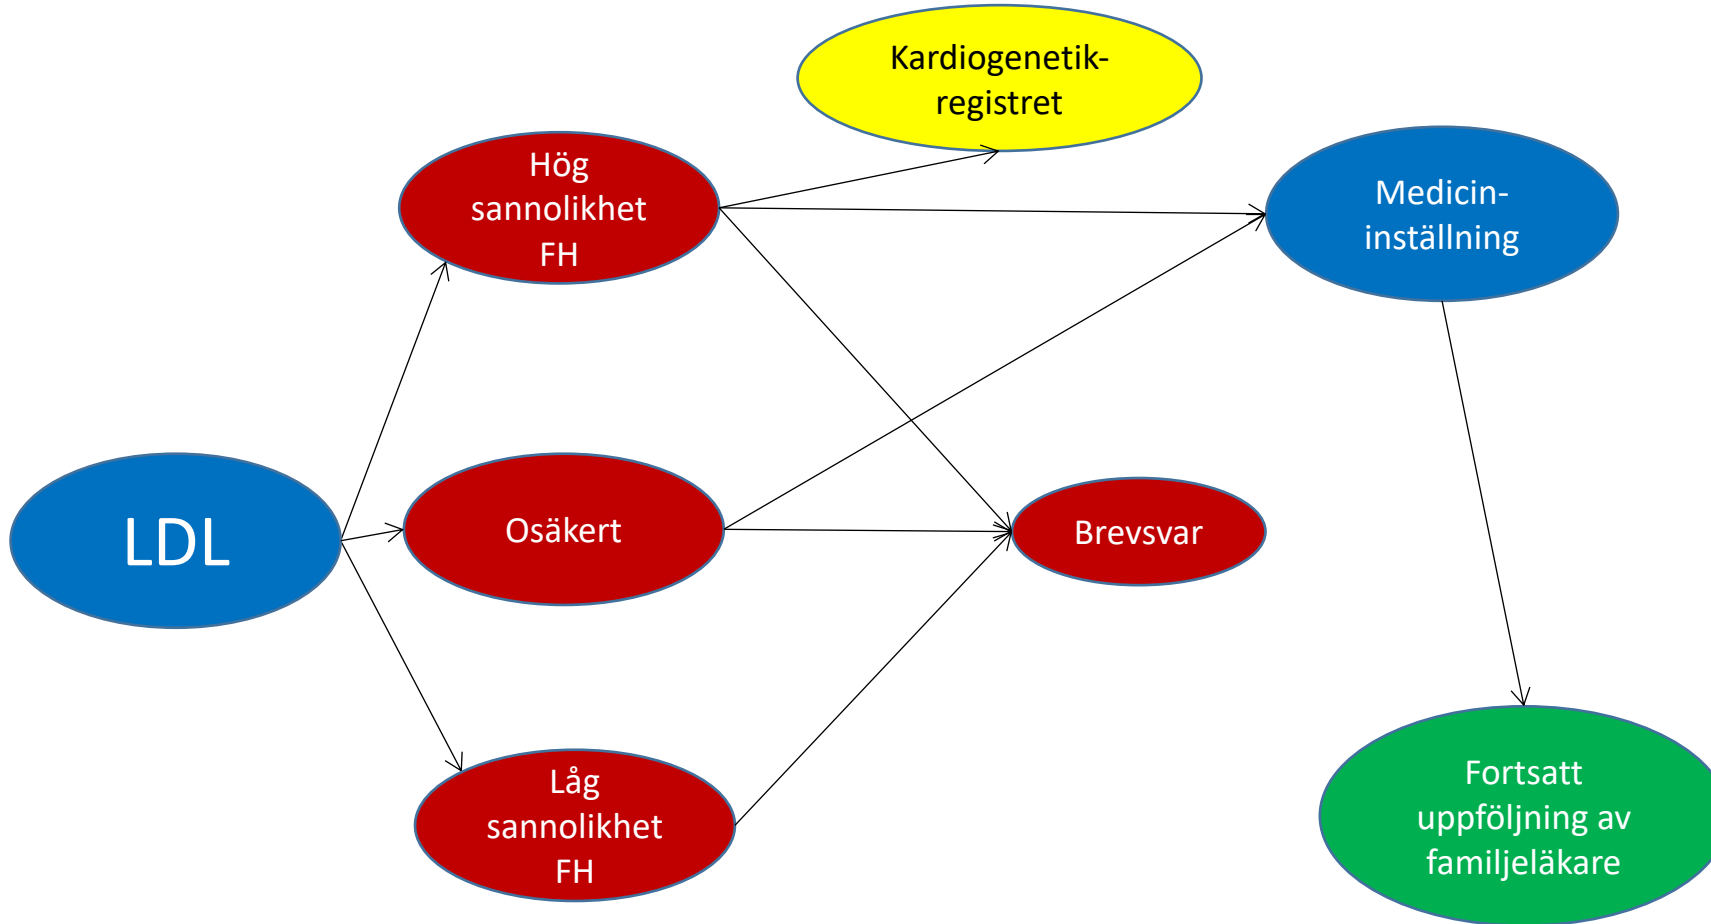 Kardiogenetik-
registret
Hög
sannolikhet
FH
Medicin-
inställning
LDL
Osäkert
Brevsvar
Låg
sannolikhet
FH
Fortsatt
uppföljning av
familjeläkare